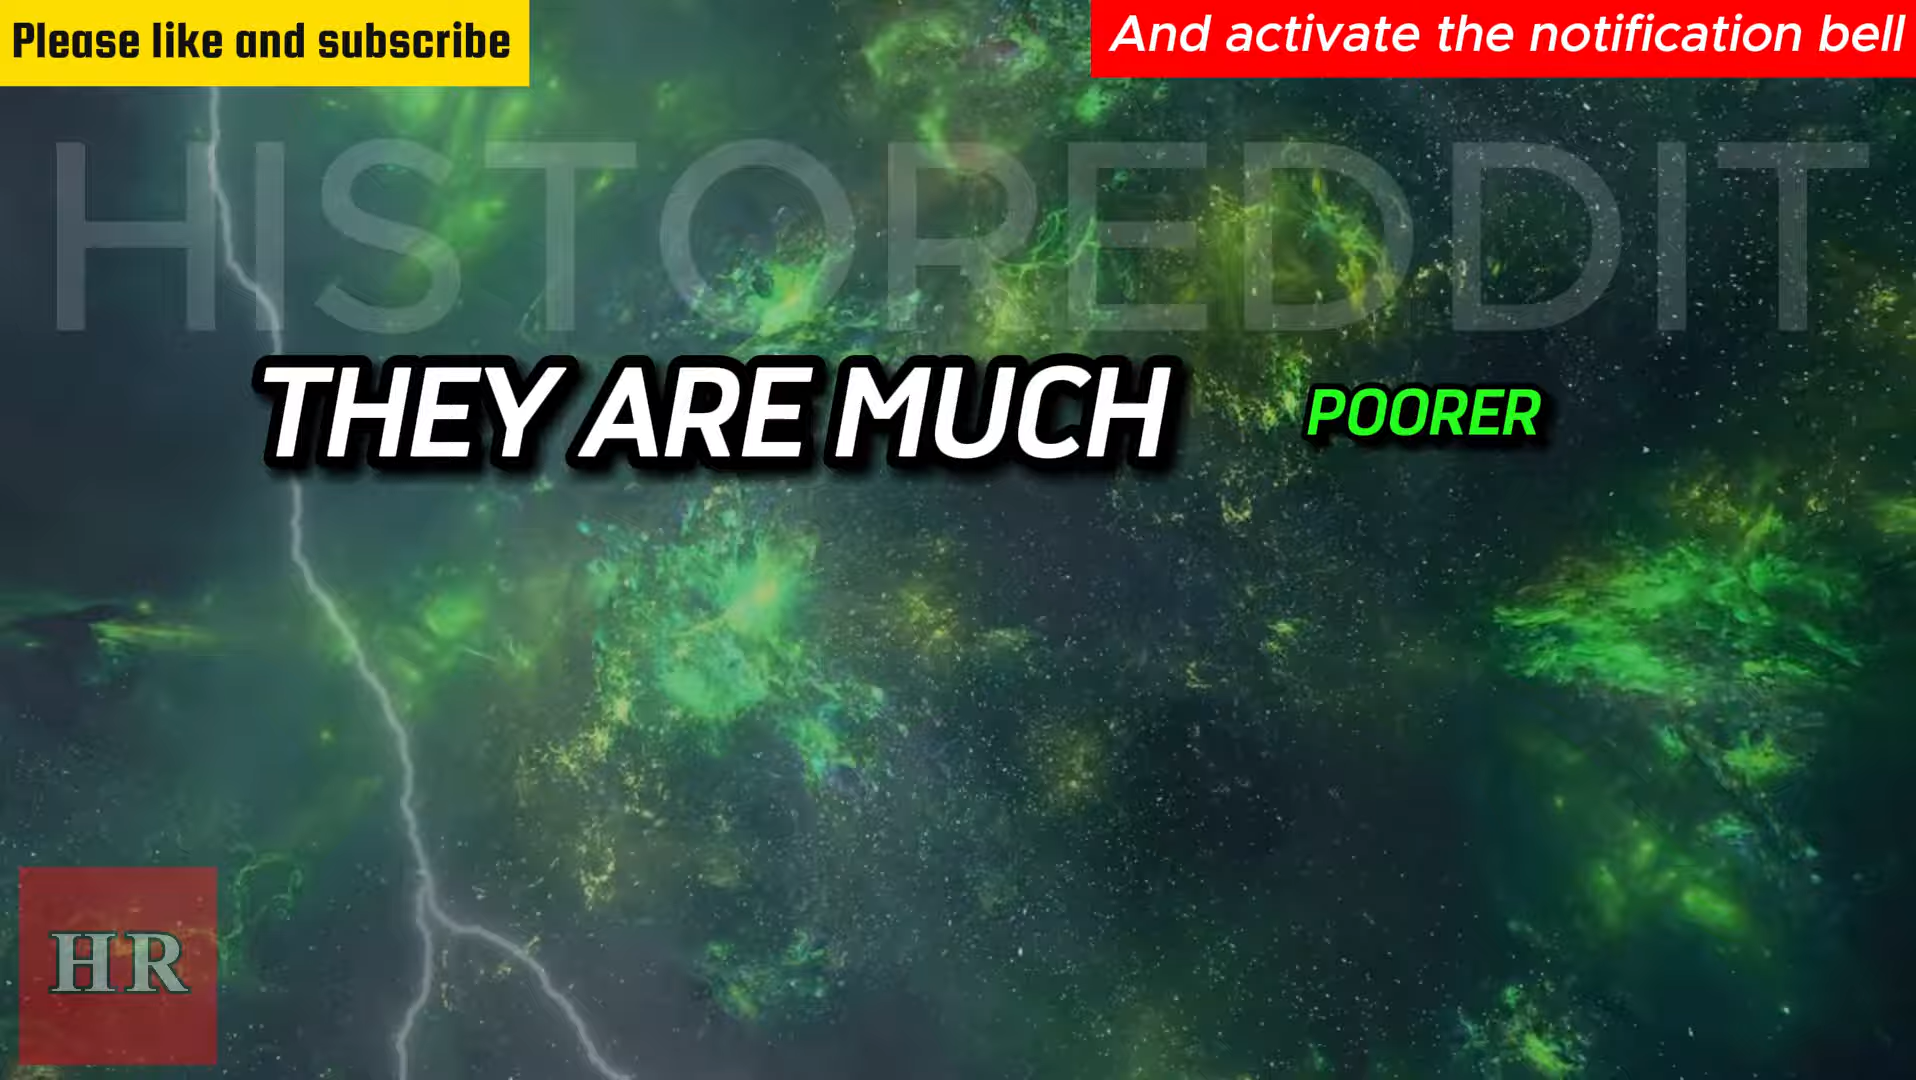 Please like and subscribe
And activate the notification bell
HISTOREDDIT
THEY ARE MUCH POORER
HR